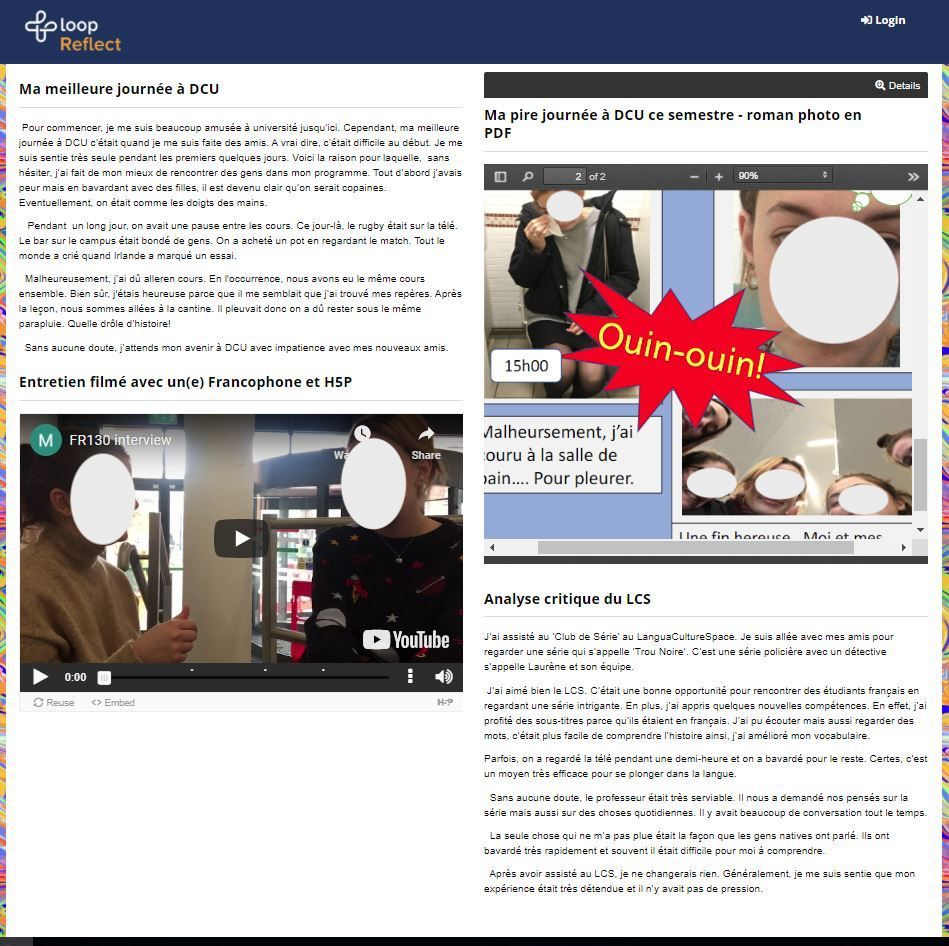 loop
Reflect
Login
Ma meilleure journée à DCU
Pour commencer, je me suis beaucoup amusée à université jusqu'ici. Cependant, ma meilleure
journée à DCU c'était quand je me suis faite des amis. A vrai dire, c'était difficile au début. Je me
suis sentie très seule pendant les premiers quelques jours. Voici la raison pour laquelle, sans
hésiter, j'ai fait de mon mieux de rencontrer des gens dans mon programme. Tout d'abord j'avais
peur mais en bavardant avec des filles, il est devenu clair qu'on serait copaines.
Eventuellement, on était comme les doigts des mains.
Pendant un long jour, on avait une pause entre les cours. Ce jour-là, le rugby était sur la télé.
Le bar sur le campus était bondé de gens. On a acheté un pot en regardant le match. Tout le
monde a crié quand Irlande a marqué un essai.
Malheureusement, j'ai dû alleren cours. En l'occurrence, nous avons eu le même cours
ensemble. Bien sûr, j'étais heureuse parce que il me semblait que j'ai trouvé mes repères. Après
la leçon, nous sommes allées à la cantine. Il pleuvait donc on a dû rester sous le même
parapluie. Quelle drôle d'histoire!
Sans aucune doute, j'attends mon avenir à DCU avec impatience avec mes nouveaux amis.
Entretien filmé avec un(e) Francophone et H5P
M FR130 interview
Wa
Share
YouTube
0:00
Reuse Embed H-P
Details
Ma pire journée à DCU ce semestre - roman photo en
PDF
2 of 2 90%
15h00
Ouin-ouin!
Malheursement, j'ai
couru à la salle de
bain.... Pour pleurer.
Une fin hereuse Moi et mes
Analyse critique du LCS
J'ai assisté au 'Club de Série' au LanguaCultureSpace. Je suis allée avec mes amis pour
regarder une série qui s'appelle 'Trou Noire'. C'est une série policière avec un détective
s'appelle Laurène et son équipe.
J'ai aimé bien le LCS. C'était une bonne opportunité pour rencontrer des étudiants français en
regardant une série intrigante. En plus, j'ai appris quelques nouvelles compétences. En effet, j'ai
profité des sous-titres parce qu'ils étaient en français. J'ai pu écouter mais aussi regarder des
mots, c'était plus facile de comprendre l'histoire ainsi, j'ai amélioré mon vocabulaire.
Parfois, on a regardé la télé pendant une demi-heure et on a bavardé pour le reste. Certes, c'est
un moyen très efficace pour se plonger dans la langue.
Sans aucune doute, le professeur était très serviable. Il nous a demandé nos pensés sur la
série mais aussi sur des choses quotidiennes. Il y avait beaucoup de conversation tout le temps.
La seule chose qui ne m'a pas plue était la façon que les gens natives ont parlé. Ils ont
bavardé très rapidement et souvent il était difficile pour moi à comprendre.
Après avoir assisté au LCS, je ne changerais rien. Généralement, je me suis sentie que mon
expérience était très détendue et il n'y avait pas de pression.